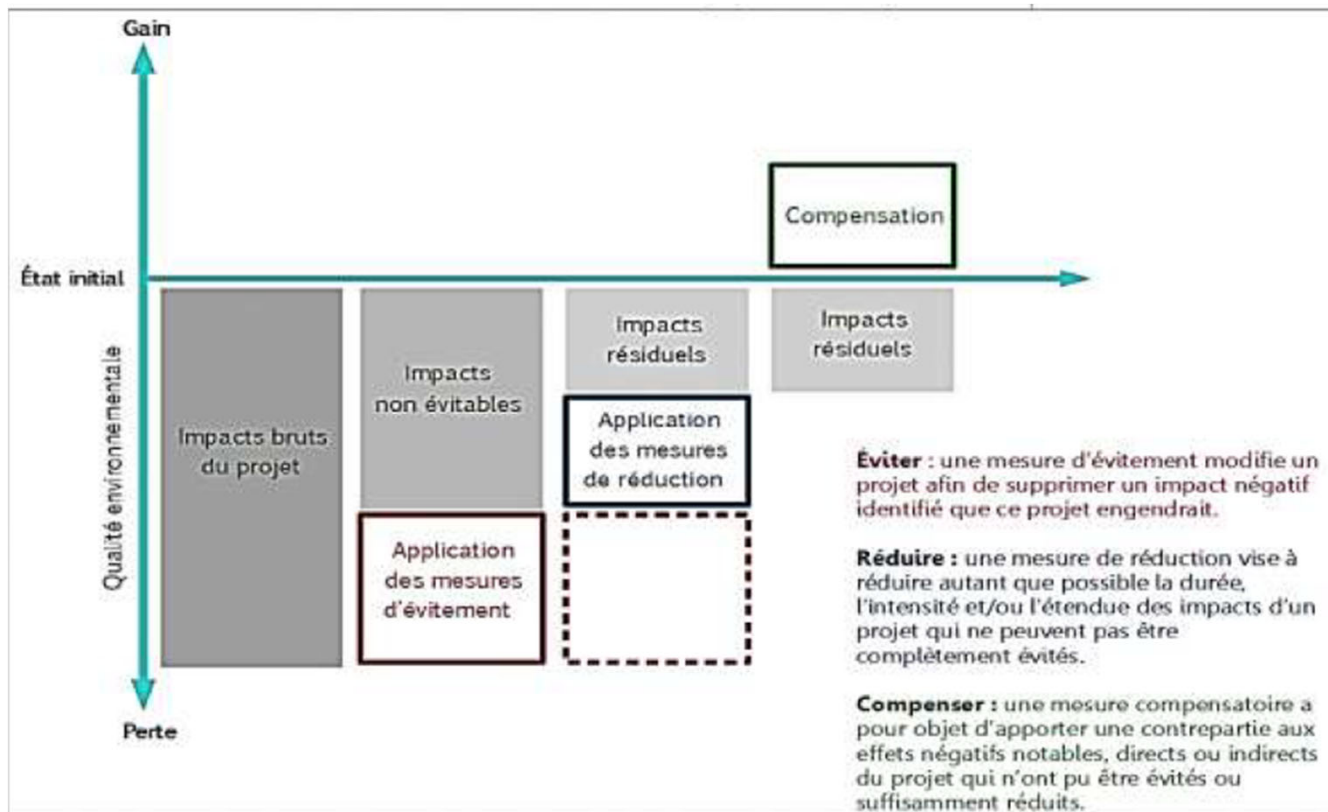 Gain
Compensation
État initial
Impacts bruts
du projet
Impacts
non évitables
Application
des mesures
d'évitement
Impacts
résiduels
Application
des mesures
de réduction
Impacts
résiduels
Qualité environnementale
Perte
Éviter : une mesure d'évitement modifie un
projet afin de supprimer un impact négatif
identifié que ce projet engendrait.
Réduire : une mesure de réduction vise à
réduire autant que possible la durée,
l'intensité et/ou l'étendue des impacts d'un
projet qui ne peuvent pas être
complètement évités.
Compenser : une mesure compensatoire a
pour objet d'apporter une contrepartie aux
effets négatifs notables, directs ou indirects
du projet qui n'ont pu être évités ou
suffisamment réduits.